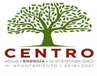 CENTRO
AGUA • ENERGÍA • SUSTENTABILIDAD
H. AYUNTAMIENTO | 2018-2021